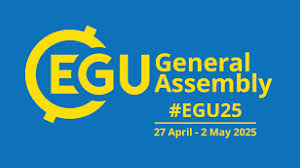 EGU
General
Assembly
#EGU25
27 April - 2 May 2025